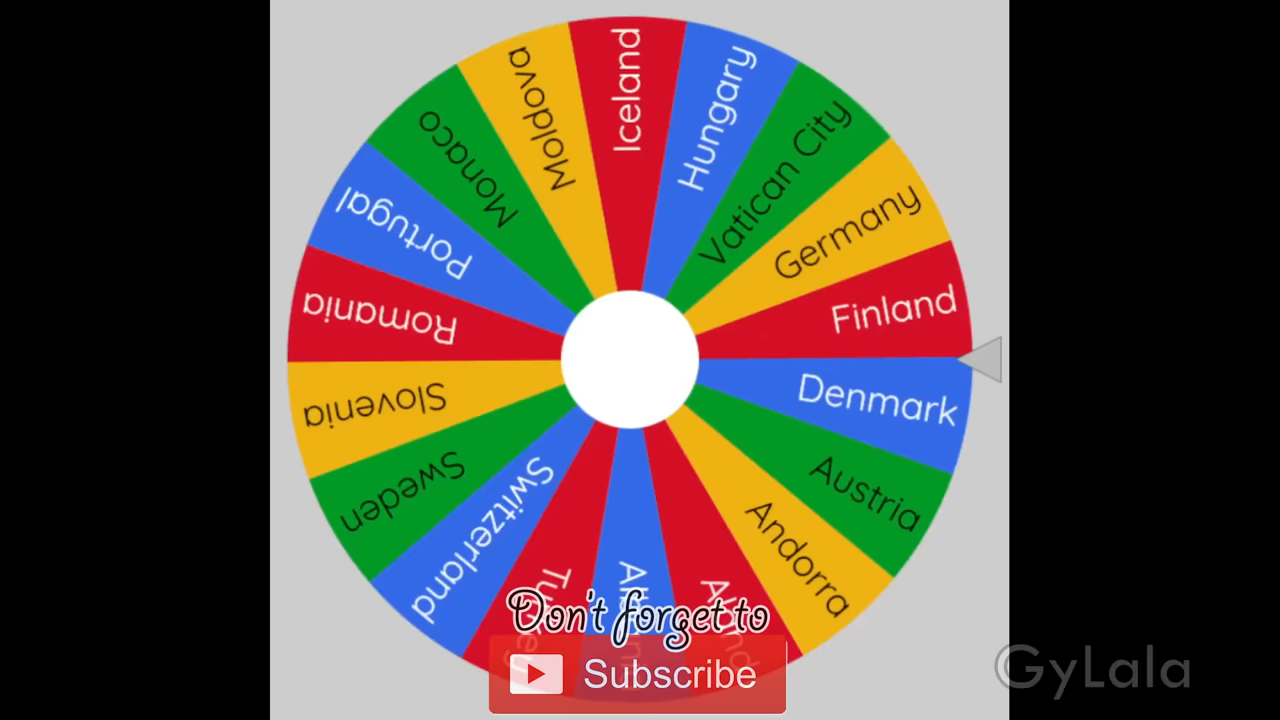 Iceland
Hungary
Vatican City
Germany
Finland
Denmark
Austria
Andorra
Switzerland
Sweden
Slovenia
Romania
Portugal
Monaco
Moldova
Don't forget to
Subscribe
GyLala